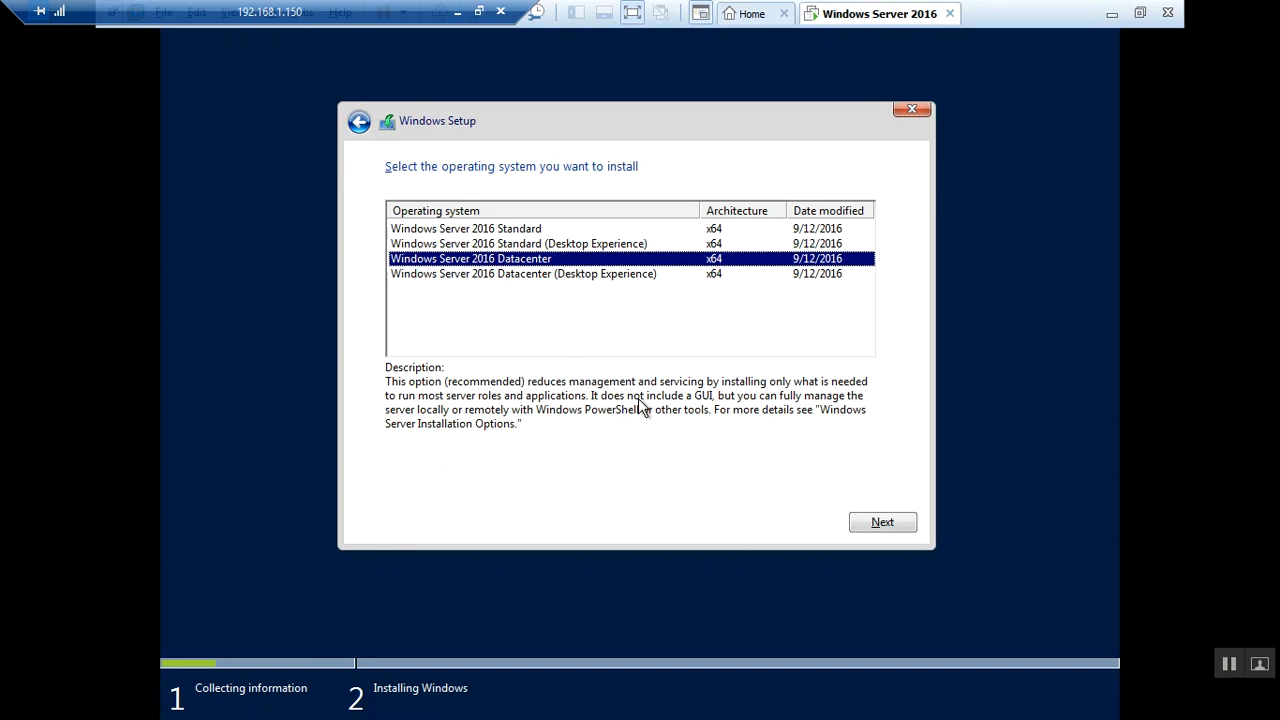 File Edit 192.168.1.150 Help
Home
Windows Server 2016
Windows Setup
Select the operating system you want to install
Operating system Architecture Date modified
Windows Server 2016 Standard x64 9/12/2016
Windows Server 2016 Standard (Desktop Experience) x64 9/12/2016
Windows Server 2016 Datacenter x64 9/12/2016
Windows Server 2016 Datacenter (Desktop Experience) x64 9/12/2016
Description:
This option (recommended) reduces management and servicing by installing only what is needed
to run most server roles and applications. It does not include a GUI, but you can fully manage the
server locally or remotely with Windows PowerShell or other tools. For more details see "Windows
Server Installation Options."
Next
1 Collecting information
2 Installing Windows